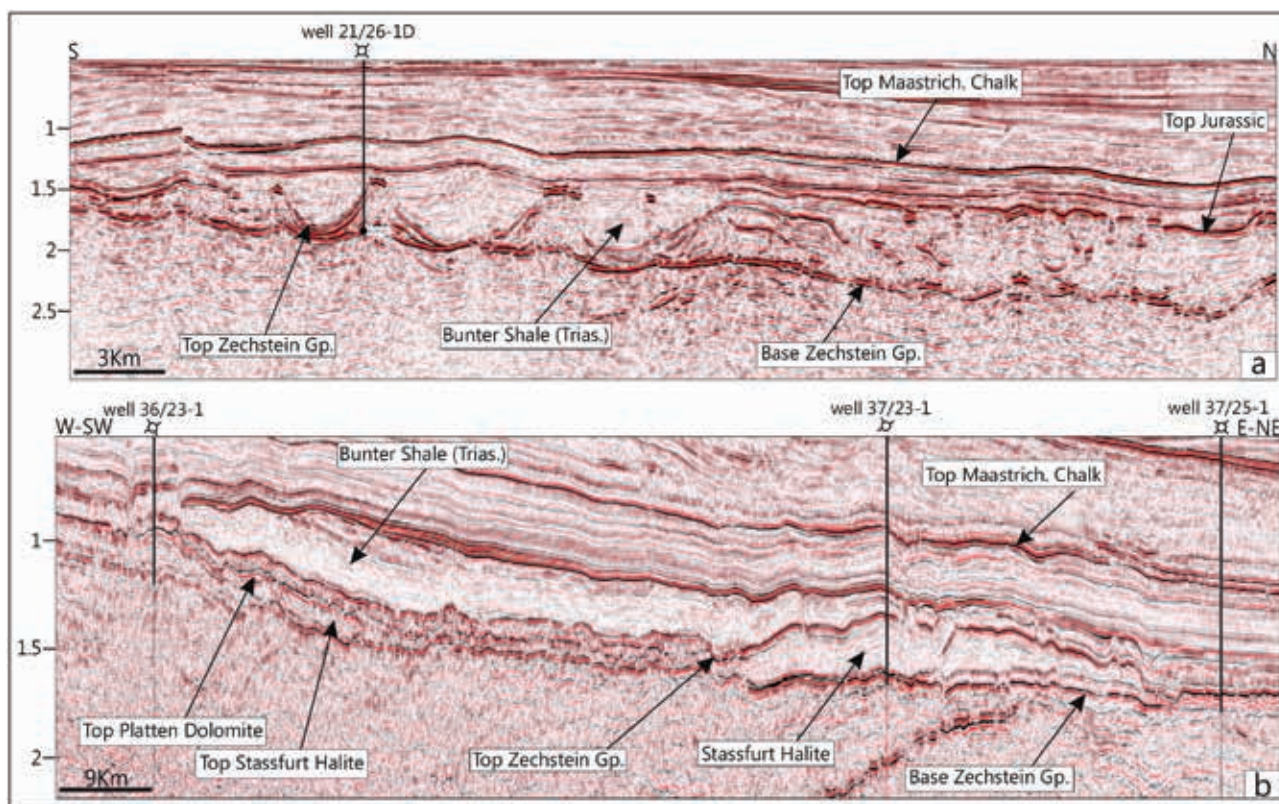 well 21/26-1D
S
N
Top Maastrich. Chalk
Top Jurassic
1
1.5
2
2.5
Bunter Shale (Trias.)
Top Zechstein Gp.
Base Zechstein Gp.
3Km
a
well 36/23-1
well 37/23-1
well 37/25-1
W-SW
E-NE
Bunter Shale (Trias.)
Top Maastrich. Chalk
1
1.5
2
Top Platten Dolomite
Top Stassfurt Halite
Top Zechstein Gp.
Stassfurt Halite
Base Zechstein Gp.
9Km
b